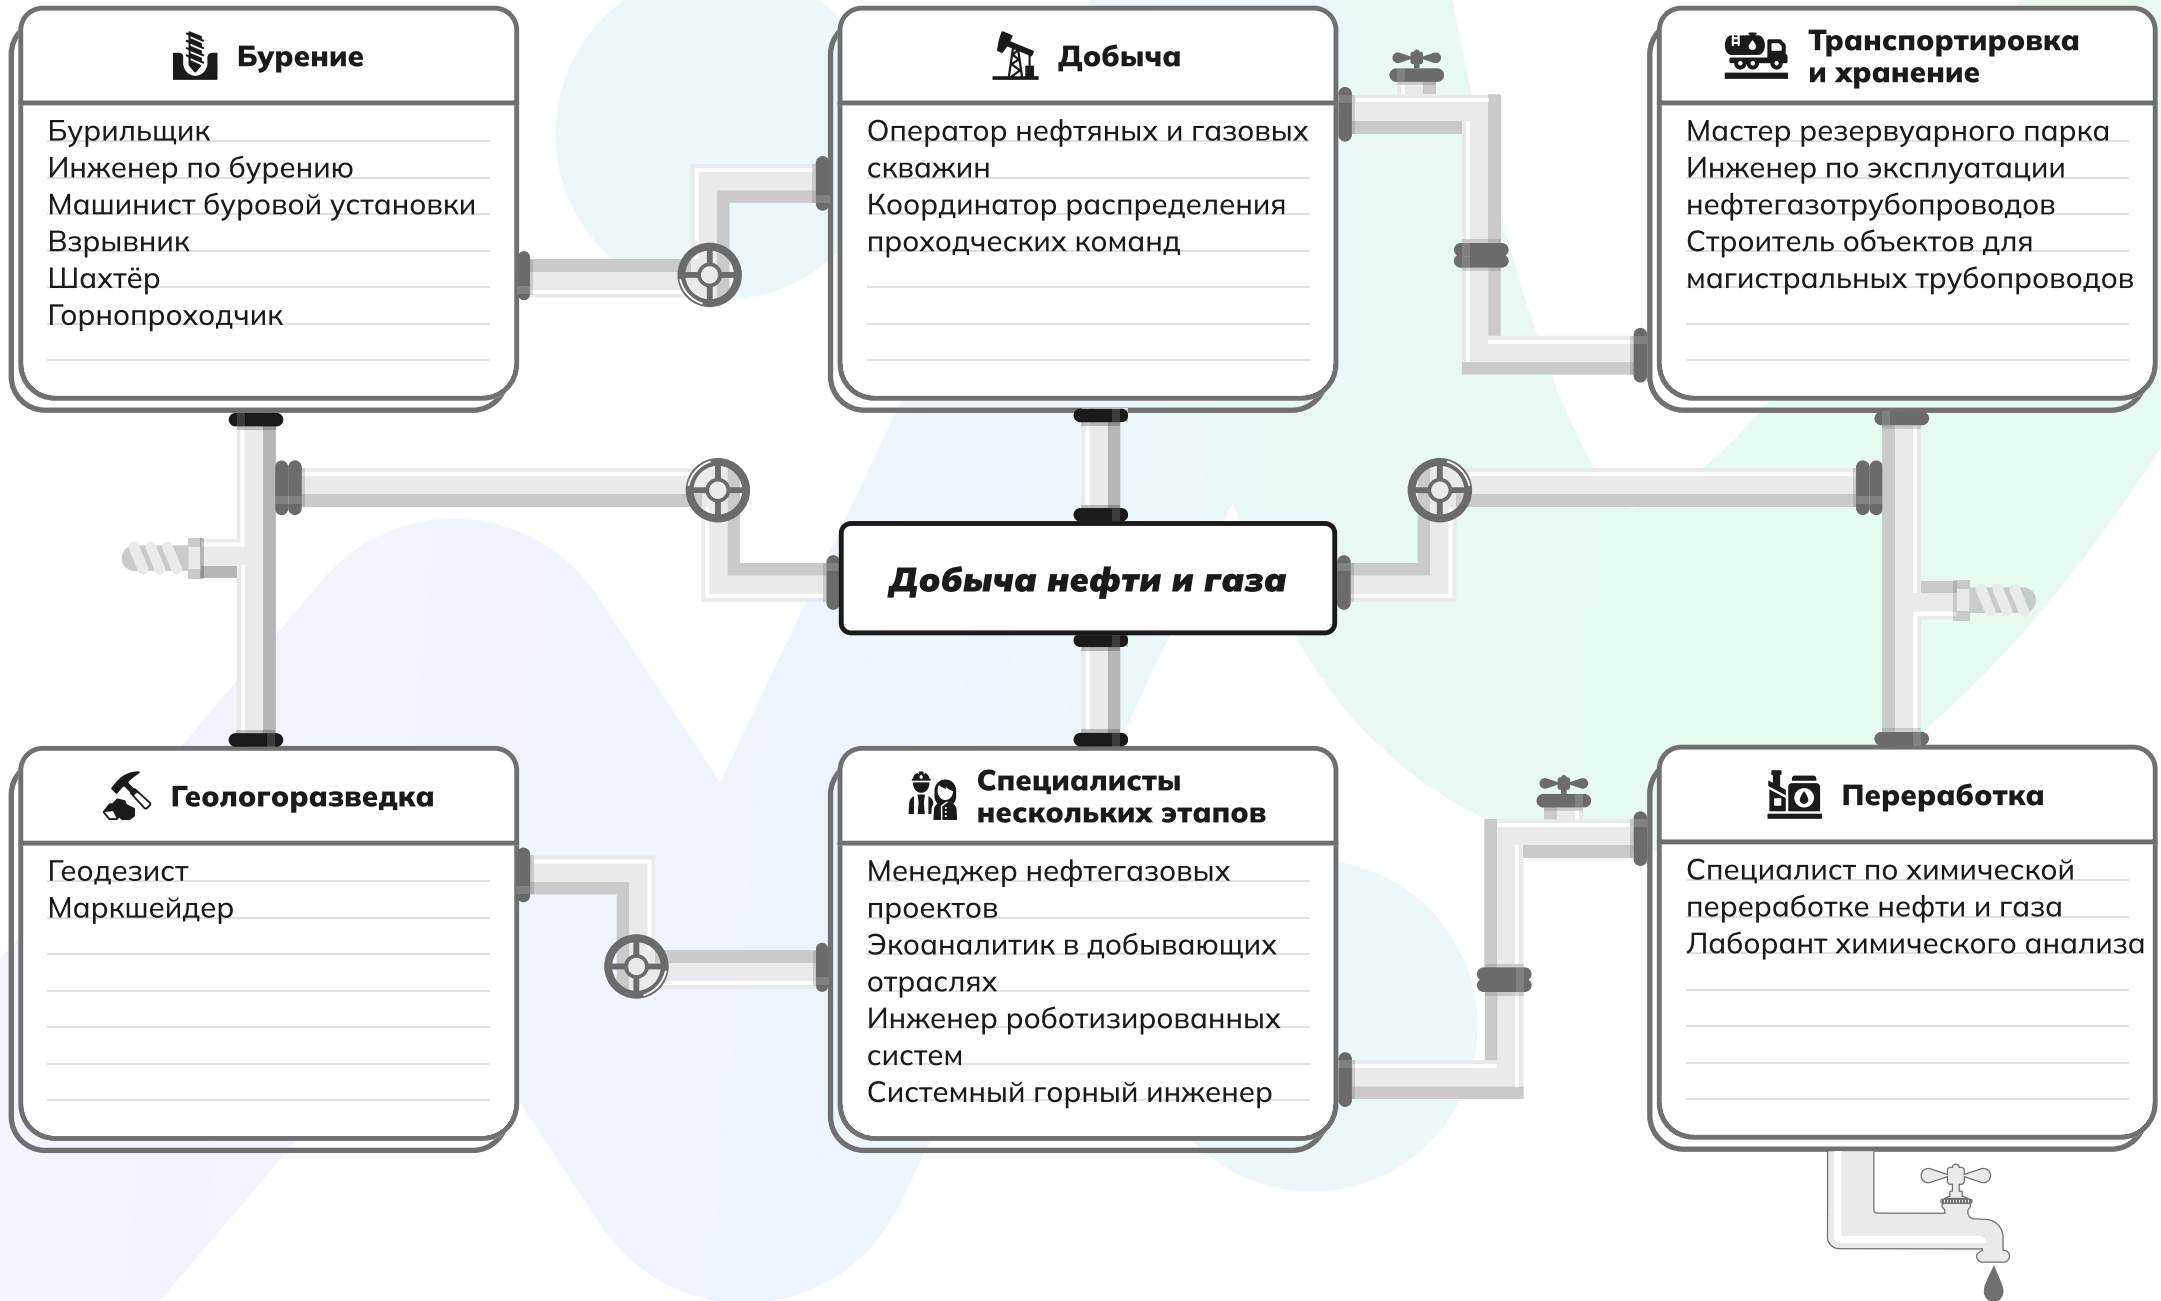 Бурение
Бурильщик
Инженер по бурению
Машинист буровой установки
Взрывник
Шахтёр
Горнопроходчик
Добыча
Оператор нефтяных и газовых
скважин
Координатор распределения
проходческих команд
Транспортировка
и хранение
Мастер резервуарного парка
Инженер по эксплуатации
нефтегазотрубопроводов
Строитель объектов для
магистральных трубопроводов
Добыча нефти и газа
Геологоразведка
Геодезист
Маркшейдер
Специалисты
нескольких этапов
Менеджер нефтегазовых
проектов
Экоаналитик в добывающих
отраслях
Инженер роботизированных
систем
Системный горный инженер
Переработка
Специалист по химической
переработке нефти и газа
Лаборант химического анализа